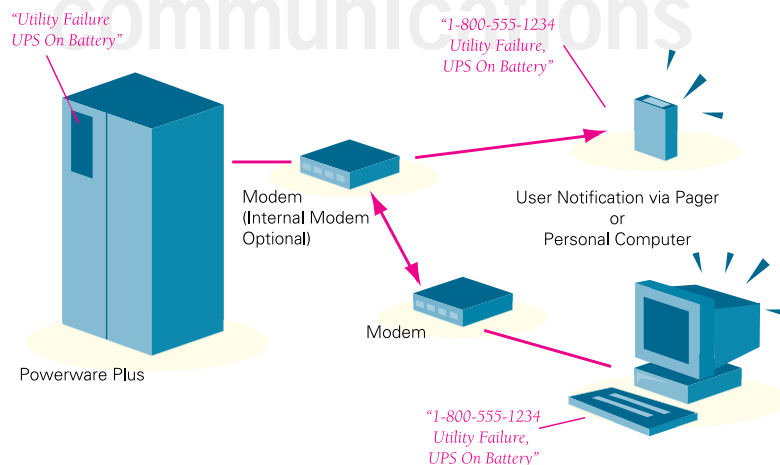 communications
“Utility Failure
UPS On Battery”
“1-800-555-1234
Utility Failure,
UPS On Battery”
Modem
(Internal Modem
Optional)
User Notification via Pager
or
Personal Computer
Modem
Powerware Plus
“1-800-555-1234
Utility Failure,
UPS On Battery”